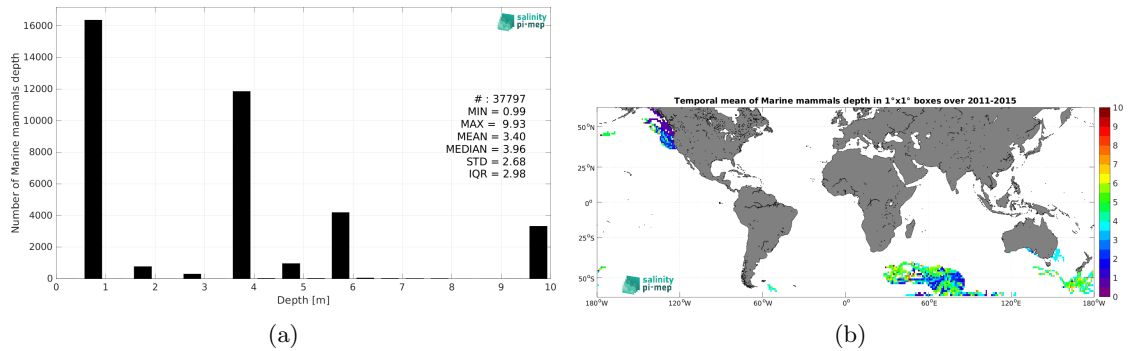 salinity
pi-mep
# : 37797
MIN = 0.99
MAX = 9.93
MEAN = 3.40
MEDIAN = 3.96
STD = 2.68
IQR = 2.98
Number of Marine mammals depth
16000
14000
12000
10000
8000
6000
4000
2000
0
0 1 2 3 4 5 6 7 8 9 10
Depth [m]
(a)
Temporal mean of Marine mammals depth in 1°x1° boxes over 2011-2015
50°N
25°N
0°
25°S
50°S
180°W 120°W 60°W 0° 60°E 120°E 180°W
salinity
pi-mep
10
9
8
7
6
5
4
3
2
1
0
(b)